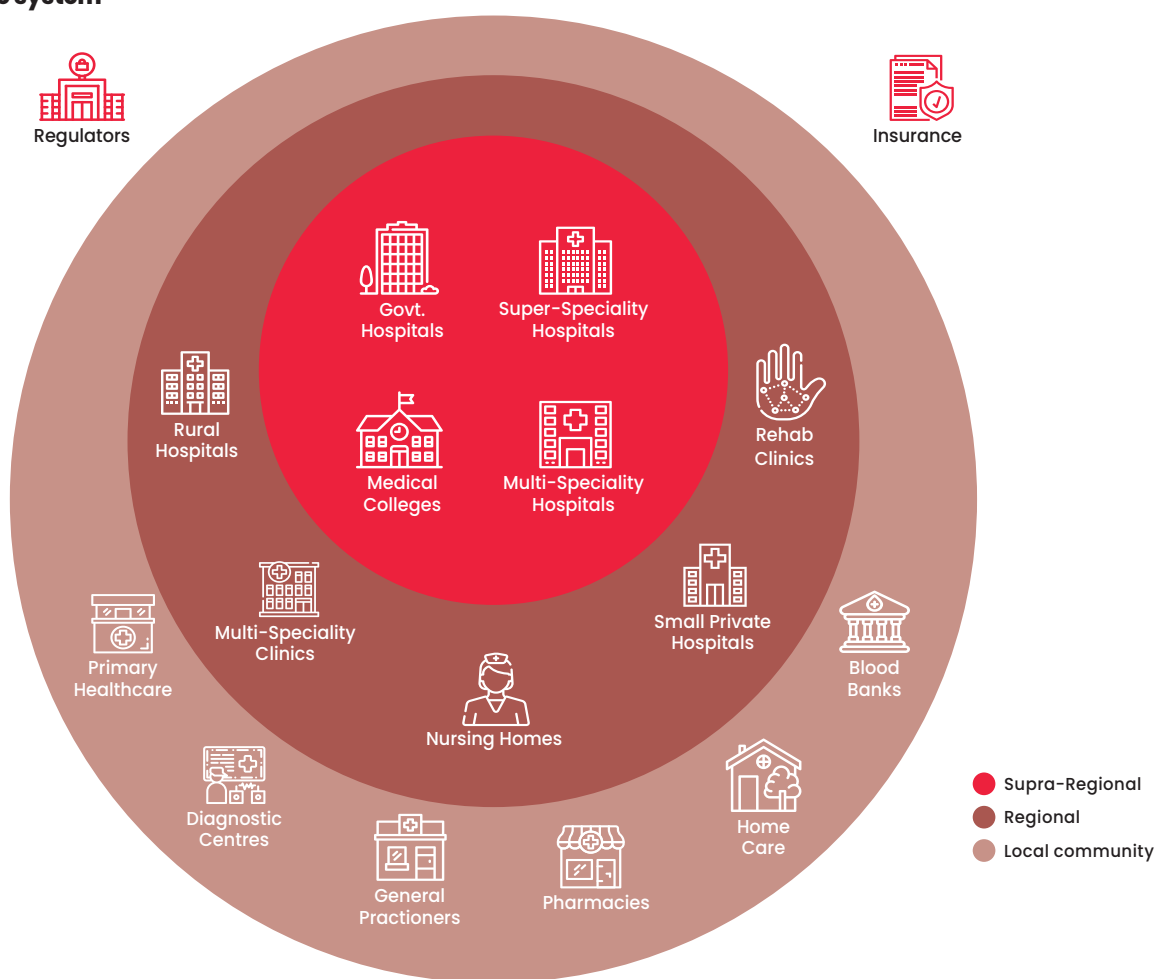 system
Regulators
Insurance
Govt.
Hospitals
Super-Speciality
Hospitals
Rural
Hospitals
Medical
Colleges
Multi-Speciality
Hospitals
Rehab
Clinics
Multi-Speciality
Clinics
Small Private
Hospitals
Nursing Homes
Primary
Healthcare
Blood
Banks
Diagnostic
Centres
Home
Care
General
Practioners
Pharmacies
Supra-Regional
Regional
Local community